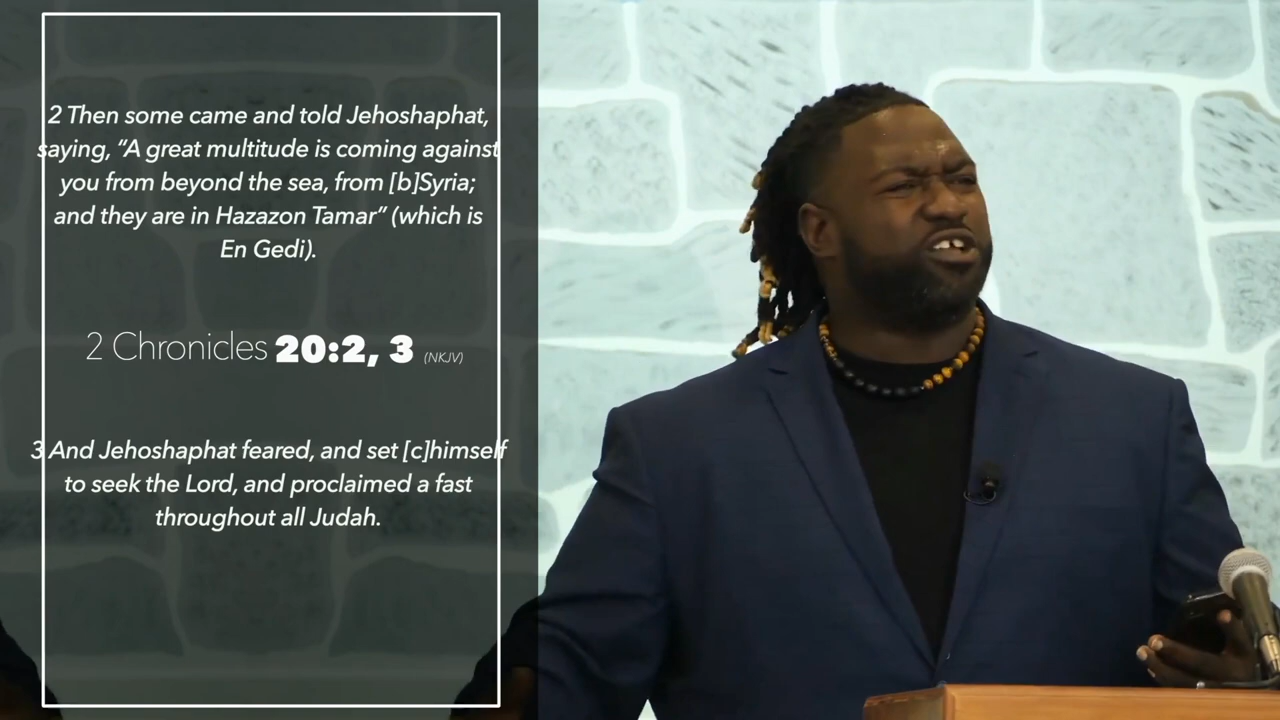 2 Then some came and told Jehoshaphat,
saying, “A great multitude is coming against
you from beyond the sea, from [b]Syria;
and they are in Hazazon Tamar” (which is
En Gedi).
2 Chronicles 20:2, 3 (NKJV)
3 And Jehoshaphat feared, and set [c]himself
to seek the Lord, and proclaimed a fast
throughout all Judah.